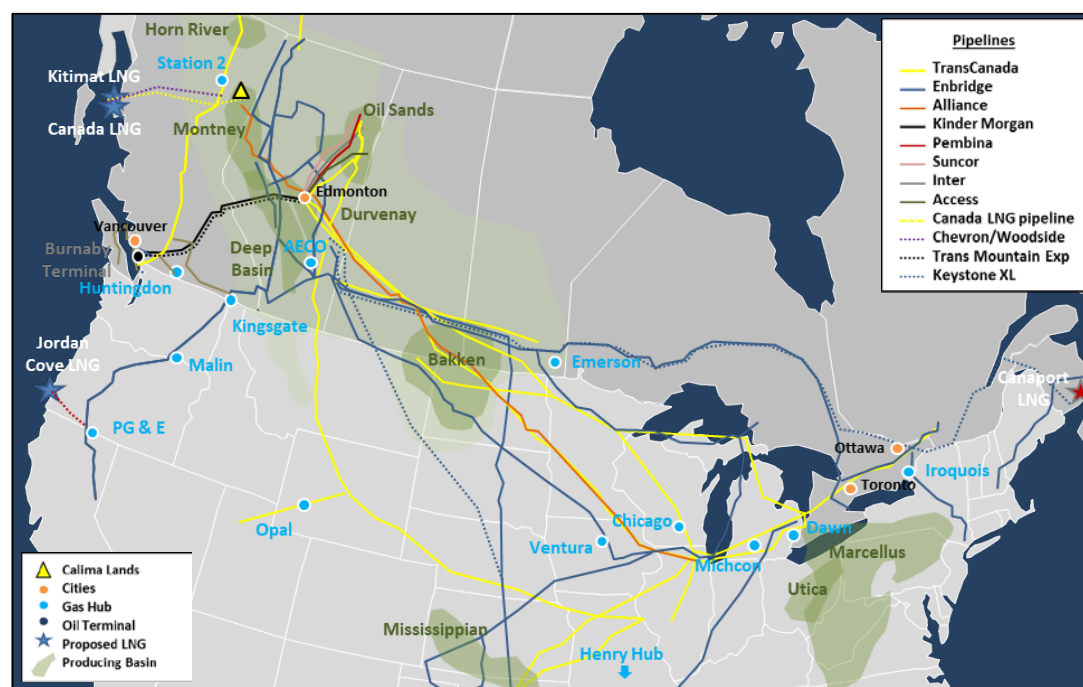 Horn River
Station 2
Kitimat LNG
Canada LNG
Montney
Oil Sands
Edmonton
Durvenay
Vancouver
Burnaby
Terminal
Deep
Basin
AECO
Huntingdon
Kingsgate
Jordan
Cove LNG
Malin
Bakken
Emerson
Canaport
LNG
PG & E
Ottawa
Toronto
Iroquois
Opal
Chicago
Ventura
Dawn
Michcon
Marcellus
Utica
Mississippian
Henry Hub
Pipelines
TransCanada
Enbridge
Alliance
Kinder Morgan
Pembina
Suncor
Inter
Access
Canada LNG pipeline
Chevron/Woodside
Trans Mountain Exp
Keystone XL
Calima Lands
Cities
Gas Hub
Oil Terminal
Proposed LNG
Producing Basin